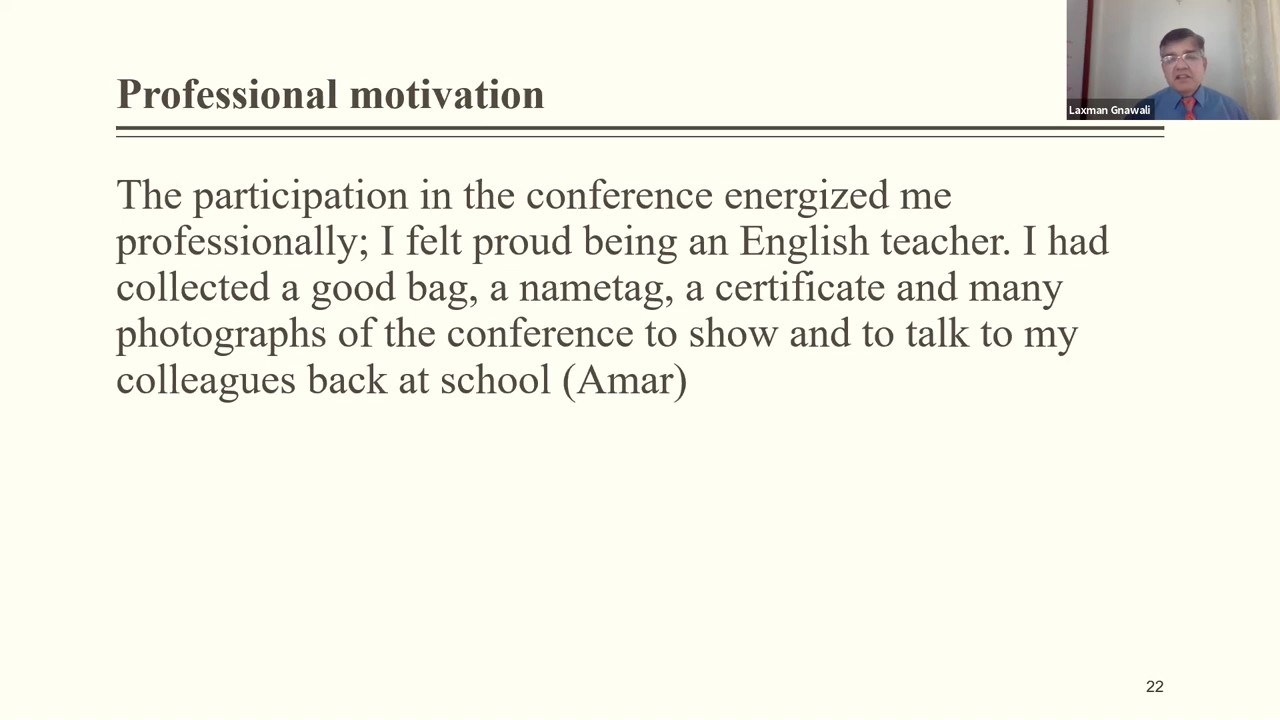 Professional motivation
Laxman Gnawali
The participation in the conference energized me
professionally; I felt proud being an English teacher. I had
collected a good bag, a nametag, a certificate and many
photographs of the conference to show and to talk to my
colleagues back at school (Amar)
22